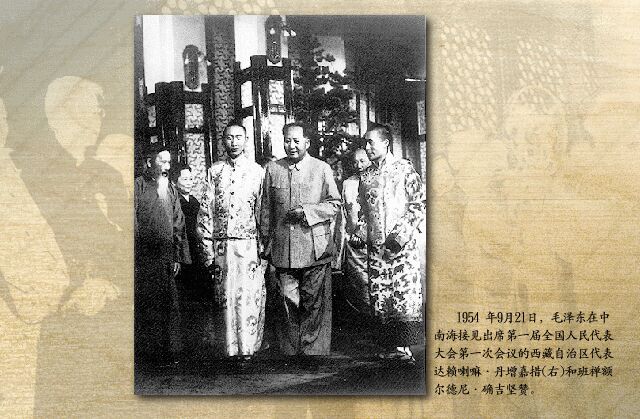 1954 年9月21日，毛泽东在中
南海接见出席第一届全国人民代表
大会第一次会议的西藏自治区代表
达赖喇嘛·丹增嘉措(右)和班禅额
尔德尼·确吉坚赞。